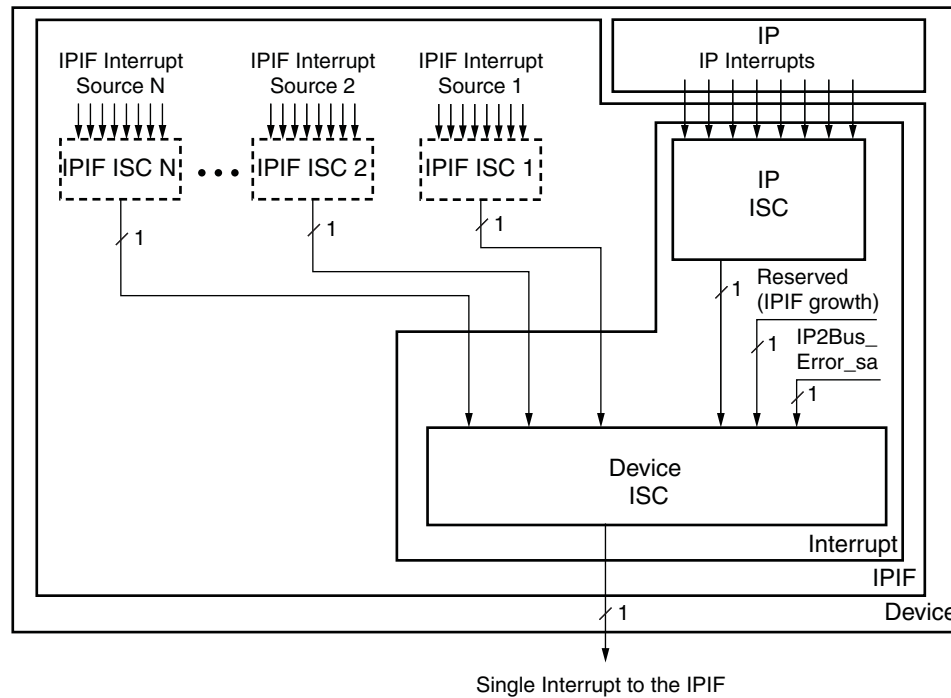 IP
IP Interrupts
IPIF Interrupt
Source N
IPIF Interrupt
Source 2
IPIF Interrupt
Source 1
IPIF ISC N
IPIF ISC 2
IPIF ISC 1
IP
ISC
1
1
1
1
Reserved
(IPIF growth)
1
IP2Bus_
Error_sa
1
Device
ISC
Interrupt
IPIF
Device
1
Single Interrupt to the IPIF